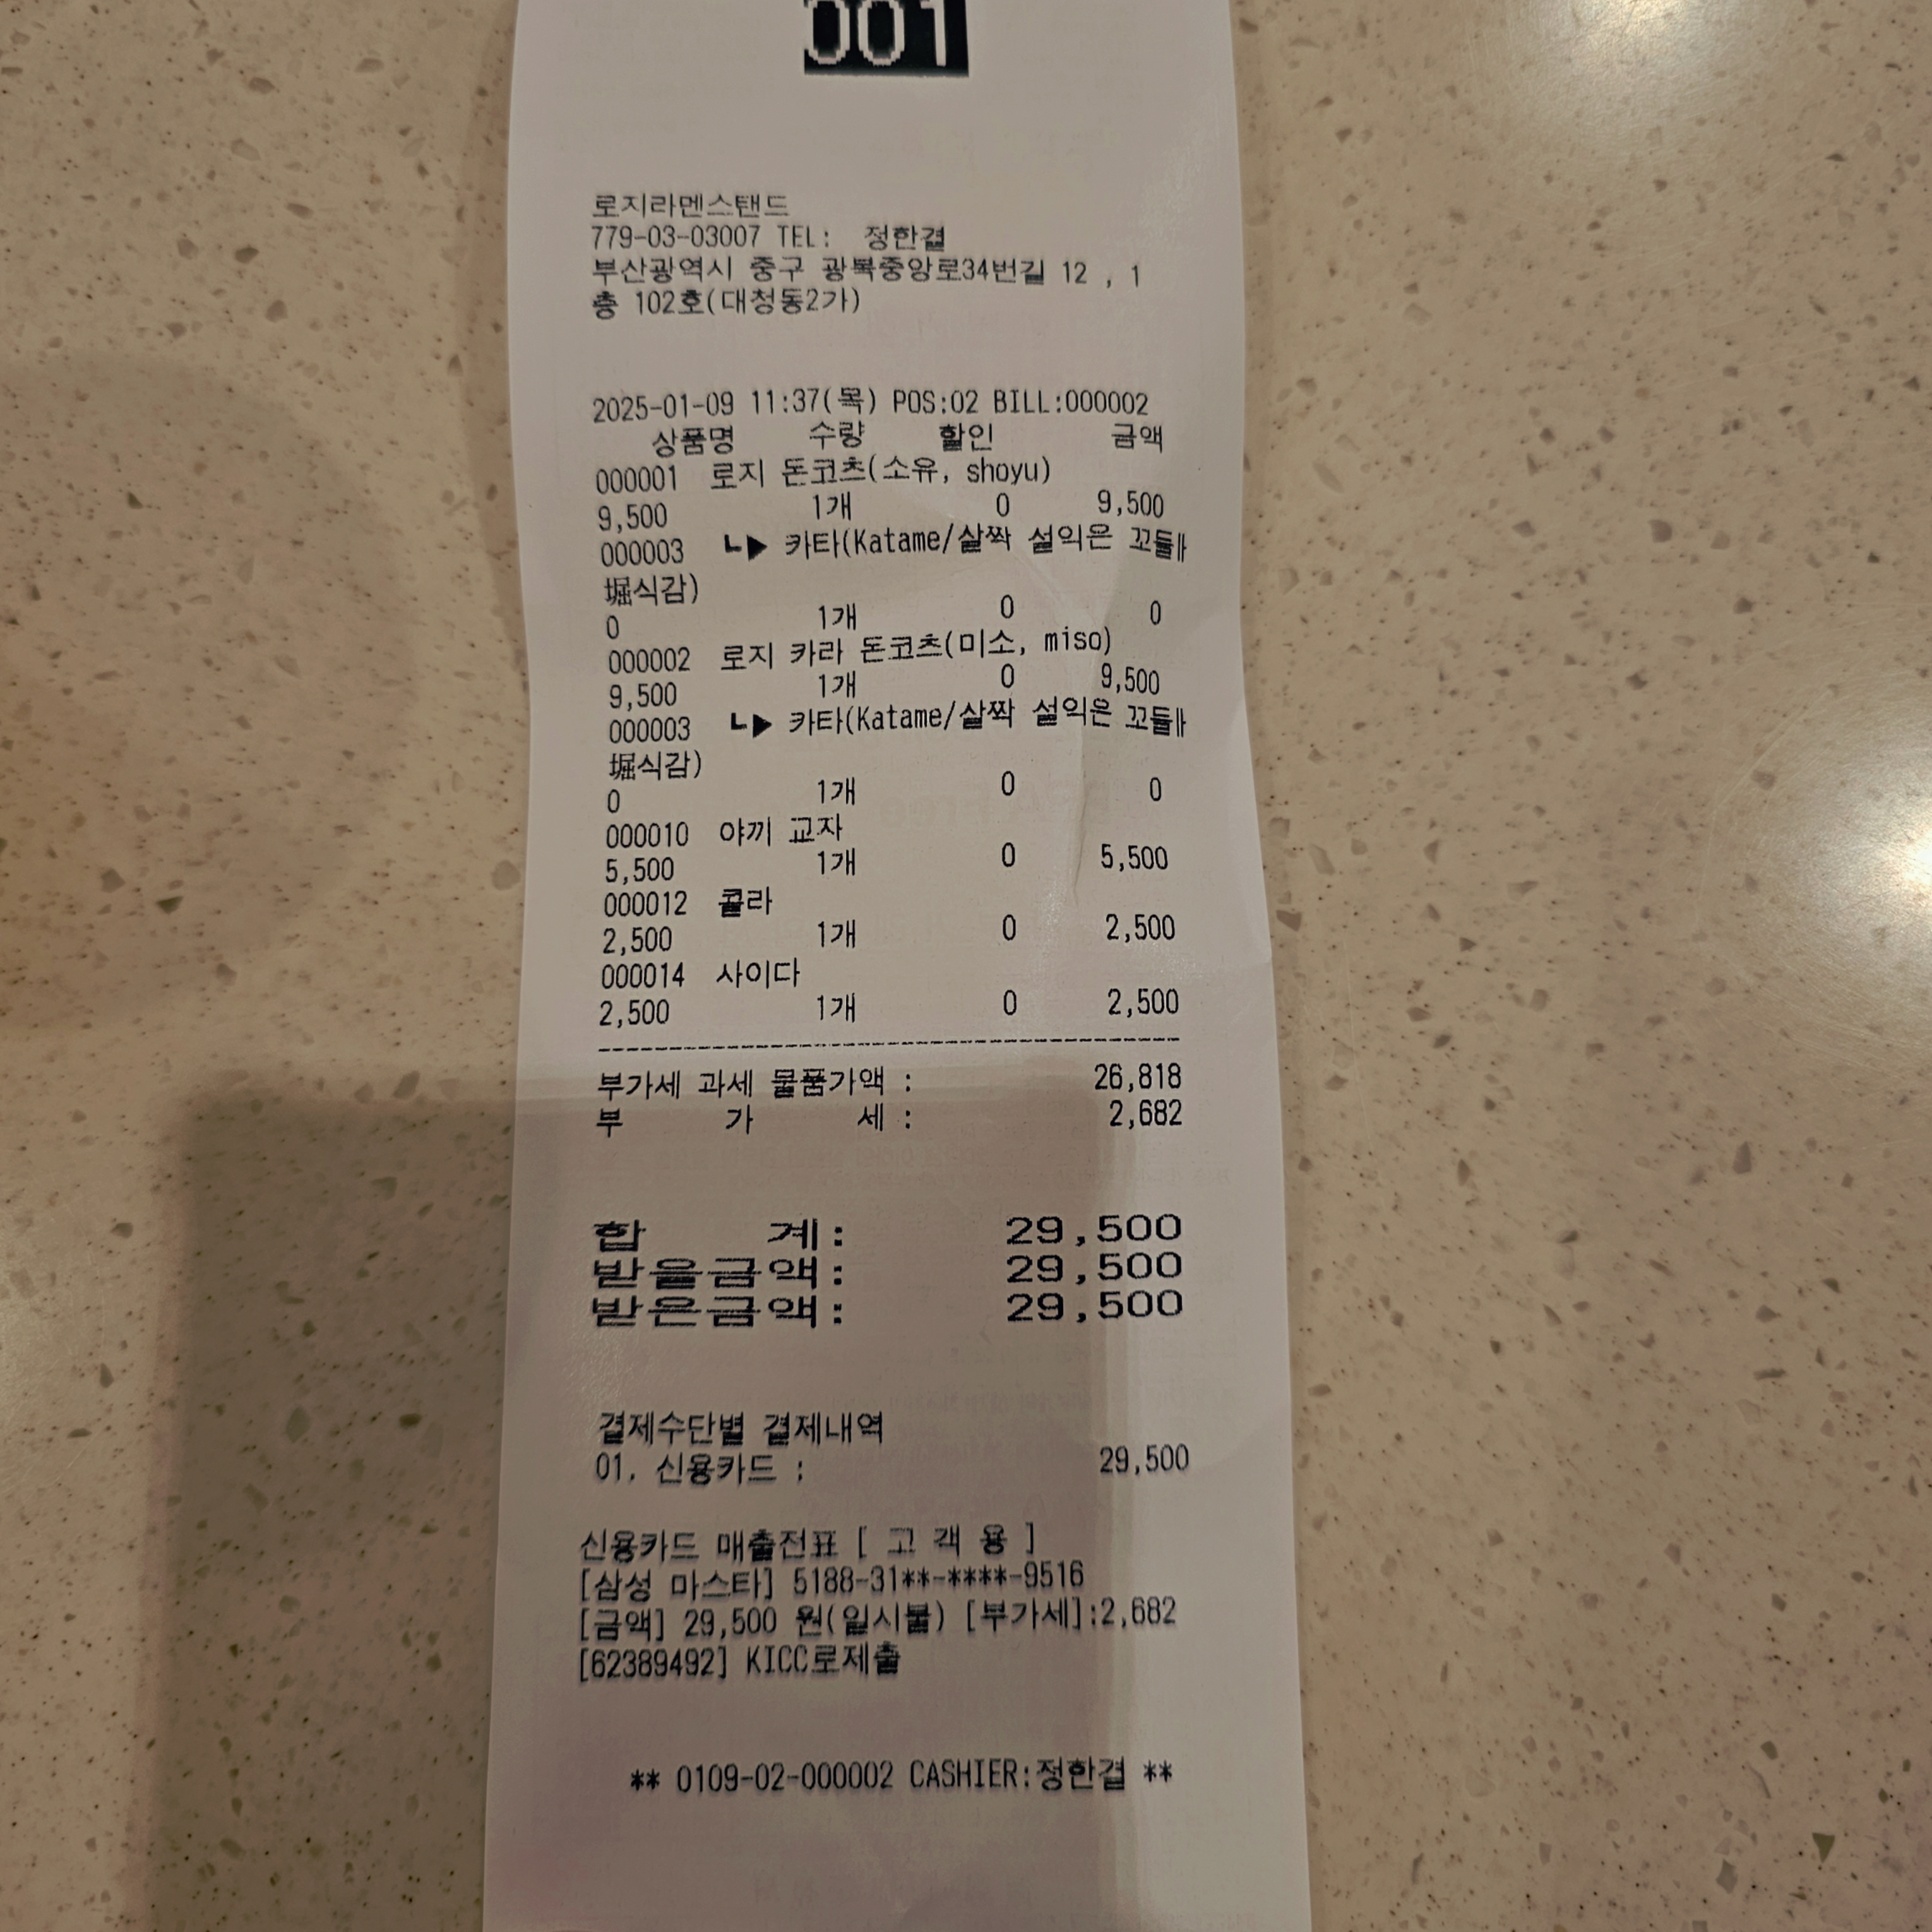 001
로지라멘스탠드
779-03-03007 TEL: 정한결
부산광역시 중구 광복중앙로34번길 12 , 1
층 102호(대청동2가)
2025-01-09 11:37(목) POS:02 BILL:000002
상품명 수량 할인 금액
000001 로지 돈코츠(소유, shoyu)
9,500 1개 0 9,500
000003 ┗▶ 카타(Katame/살짝 설익은 꼬들
堀식감)
0 1개 0 0
000002 로지 카라 돈코츠(미소, miso)
9,500 1개 0 9,500
000003 ┗▶ 카타(Katame/살짝 설익은 꼬들
堀식감)
0 1개 0 0
000010 야끼 교자
5,500 1개 0 5,500
000012 콜라
2,500 1개 0 2,500
000014 사이다
2,500 1개 0 2,500
부가세 과세 물품가액 : 26,818
부 가 세 : 2,682
합 계: 29,500
받을금액: 29,500
받은금액: 29,500
결제수단별 결제내역
01. 신용카드 : 29,500
신용카드 매출전표 [ 고 객 용 ]
[삼성 마스타] 5188-31**-****-9516
[금액] 29,500 원(일시불) [부가세]:2,682
[62389492] KICC로제출
** 0109-02-000002 CASHIER:정한결 **